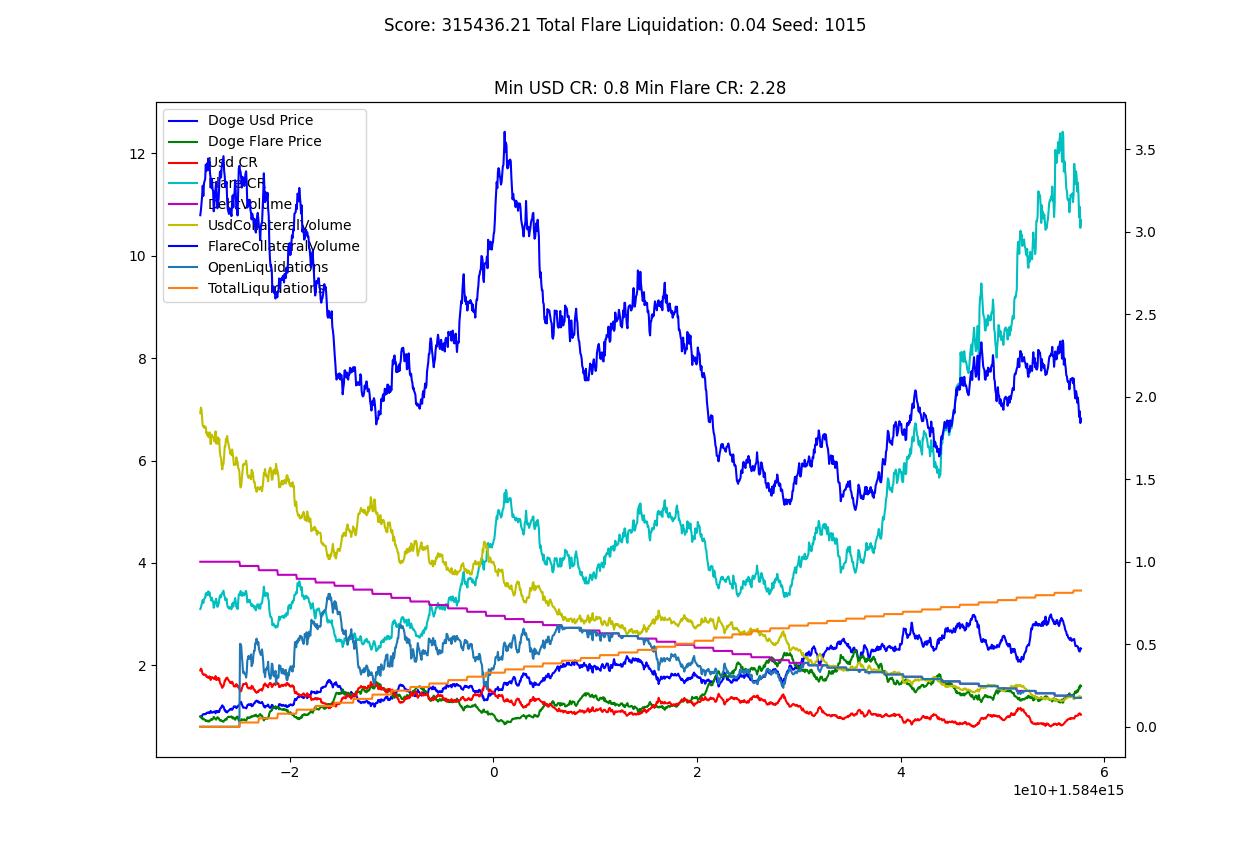 Score: 315436.21 Total Flare Liquidation: 0.04 Seed: 1015
Min USD CR: 0.8 Min Flare CR: 2.28
Doge Usd Price
Doge Flare Price
Usd CR
Flare CR
DebtVolume
UsdCollateralVolume
FlareCollateralVolume
OpenLiquidations
TotalLiquidations
12
10
8
6
4
2
3.5
3.0
2.5
2.0
1.5
1.0
0.5
0.0
−2
0
2
4
6
1e10+1.584e15